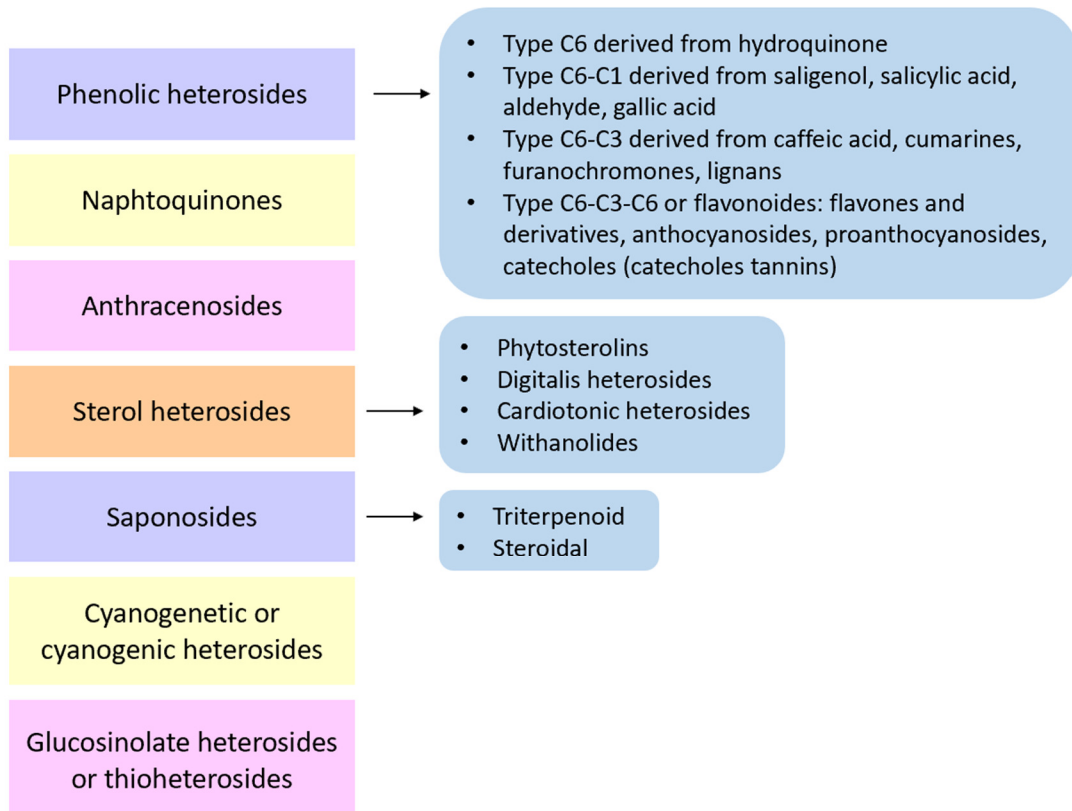 Phenolic heterosides
• Type C6 derived from hydroquinone
• Type C6-C1 derived from saligenol, salicylic acid,
aldehyde, gallic acid
• Type C6-C3 derived from caffeic acid, cumarines,
furanochromones, lignans
• Type C6-C3-C6 or flavonoids: flavones and
derivatives, anthocyanosides, proanthocyanosides,
catecholes (catecholes tannins)
Naphtoquinones
Anthracenosides
Sterol heterosides
• Phytosterolins
• Digitalis heterosides
• Cardiotonic heterosides
• Withanolides
Saponosides
• Triterpenoid
• Steroidal
Cyanogenetic or
cyanogenic heterosides
Glucosinolate heterosides
or thioheterosides